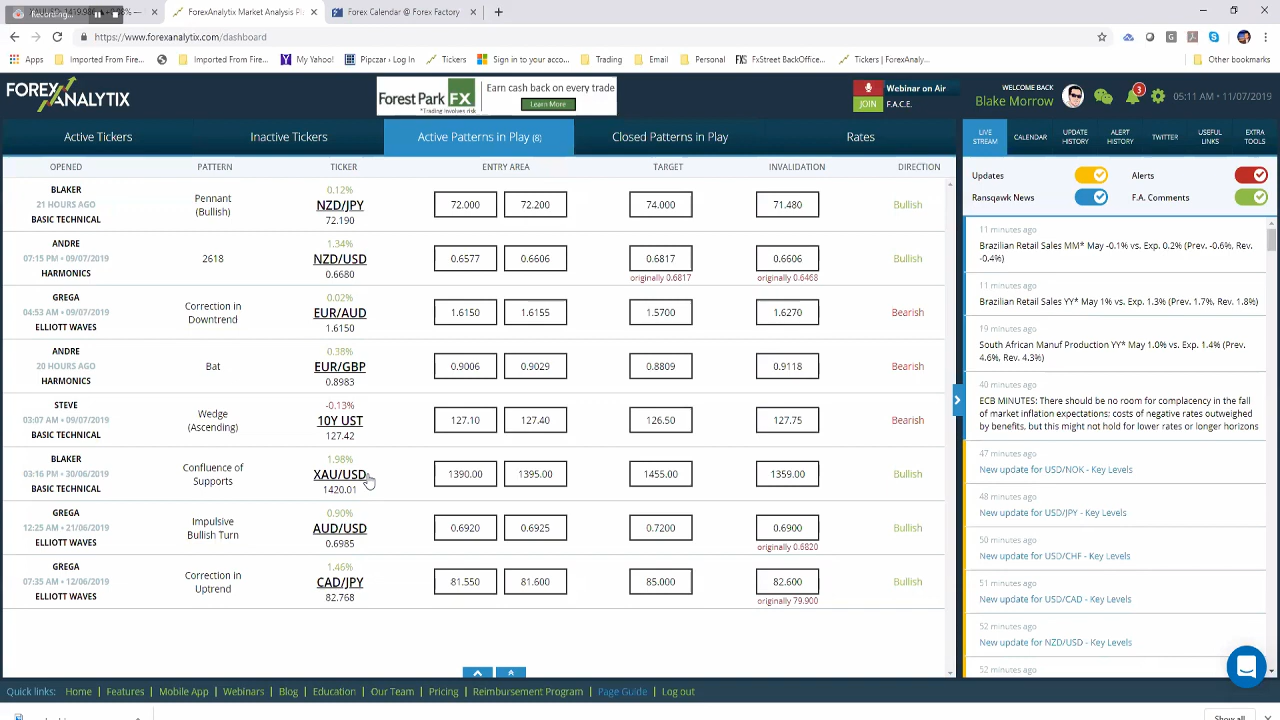 Recording...
ForexAnalytix Market Analysis Pl
Forex Calendar @ Forex Factory
https://www.forexanalytix.com/dashboard
Apps
Imported From Fire...
Imported From Fire...
My Yahoo!
Pipczar › Log In
Tickers
Sign in to your acco...
Trading
Email
Personal
FXStreet BackOffice...
Tickers | ForexAnaly...
Other bookmarks
FOREX
ANALYTIX
Forest Park FX
*Trading involves risk
Earn cash back on every trade
Learn More
Webinar on Air
JOIN F.A.C.E.
WELCOME BACK
Blake Morrow
3
05:11 AM • 11/07/2019
Active Tickers
Inactive Tickers
Active Patterns in Play (8)
Closed Patterns in Play
Rates
OPENED PATTERN TICKER ENTRY AREA TARGET INVALIDATION DIRECTION
BLAKER
21 HOURS AGO
BASIC TECHNICAL
Pennant
(Bullish)
0.12%
NZD/JPY
72.190
72.000 72.200 74.000 71.480 Bullish
ANDRE
07:15 PM • 09/07/2019
HARMONICS
2618
1.34%
NZD/USD
0.6680
0.6577 0.6606 0.6817 0.6606 Bullish
originally 0.6817 originally 0.6468
GREGA
04:53 AM • 09/07/2019
ELLIOTT WAVES
Correction in
Downtrend
0.02%
EUR/AUD
1.6150
1.6150 1.6155 1.5700 1.6270 Bearish
ANDRE
20 HOURS AGO
HARMONICS
Bat
0.38%
EUR/GBP
0.8983
0.9006 0.9029 0.8809 0.9118 Bearish
STEVE
03:07 AM • 09/07/2019
BASIC TECHNICAL
Wedge
(Ascending)
-0.13%
10Y UST
127.42
127.10 127.40 126.50 127.75 Bearish
BLAKER
03:16 PM • 30/06/2019
BASIC TECHNICAL
Confluence of
Supports
1.98%
XAU/USD
1420.01
1390.00 1395.00 1455.00 1359.00 Bullish
GREGA
12:25 AM • 21/06/2019
ELLIOTT WAVES
Impulsive
Bullish Turn
0.90%
AUD/USD
0.6985
0.6920 0.6925 0.7200 0.6900 Bullish
originally 0.6820
GREGA
07:35 AM • 12/06/2019
ELLIOTT WAVES
Correction in
Uptrend
1.46%
CAD/JPY
82.768
81.550 81.600 85.000 82.600 Bullish
originally 79.900
LIVE
STREAM
CALENDAR
UPDATE
HISTORY
ALERT
HISTORY
TWITTER
USEFUL
LINKS
EXTRA
TOOLS
Updates
Alerts
Ransqawk News
F.A. Comments
11 minutes ago
Brazilian Retail Sales MM* May -0.1% vs. Exp. 0.2% (Prev. -0.6%, Rev.
-0.4%)
11 minutes ago
Brazilian Retail Sales YY* May 1% vs. Exp. 1.3% (Prev. 1.7%, Rev. 1.8%)
19 minutes ago
South African Manuf Production YY* May 1.0% vs. Exp. 1.4% (Prev.
4.6%, Rev. 4.3%)
40 minutes ago
ECB MINUTES: There should be no room for complacency in the fall
of market inflation expectations: costs of negative rates outweighed
by benefits, but this might not hold for lower rates or longer horizons
47 minutes ago
New update for USD/NOK - Key Levels
48 minutes ago
New update for USD/JPY - Key Levels
50 minutes ago
New update for USD/CHF - Key Levels
51 minutes ago
New update for USD/CAD - Key Levels
52 minutes ago
New update for NZD/USD - Key Levels
52 minutes ago
Quick links: Home Features Mobile App Webinars Blog Education Our Team Pricing Reimbursement Program Page Guide Log out
Show all